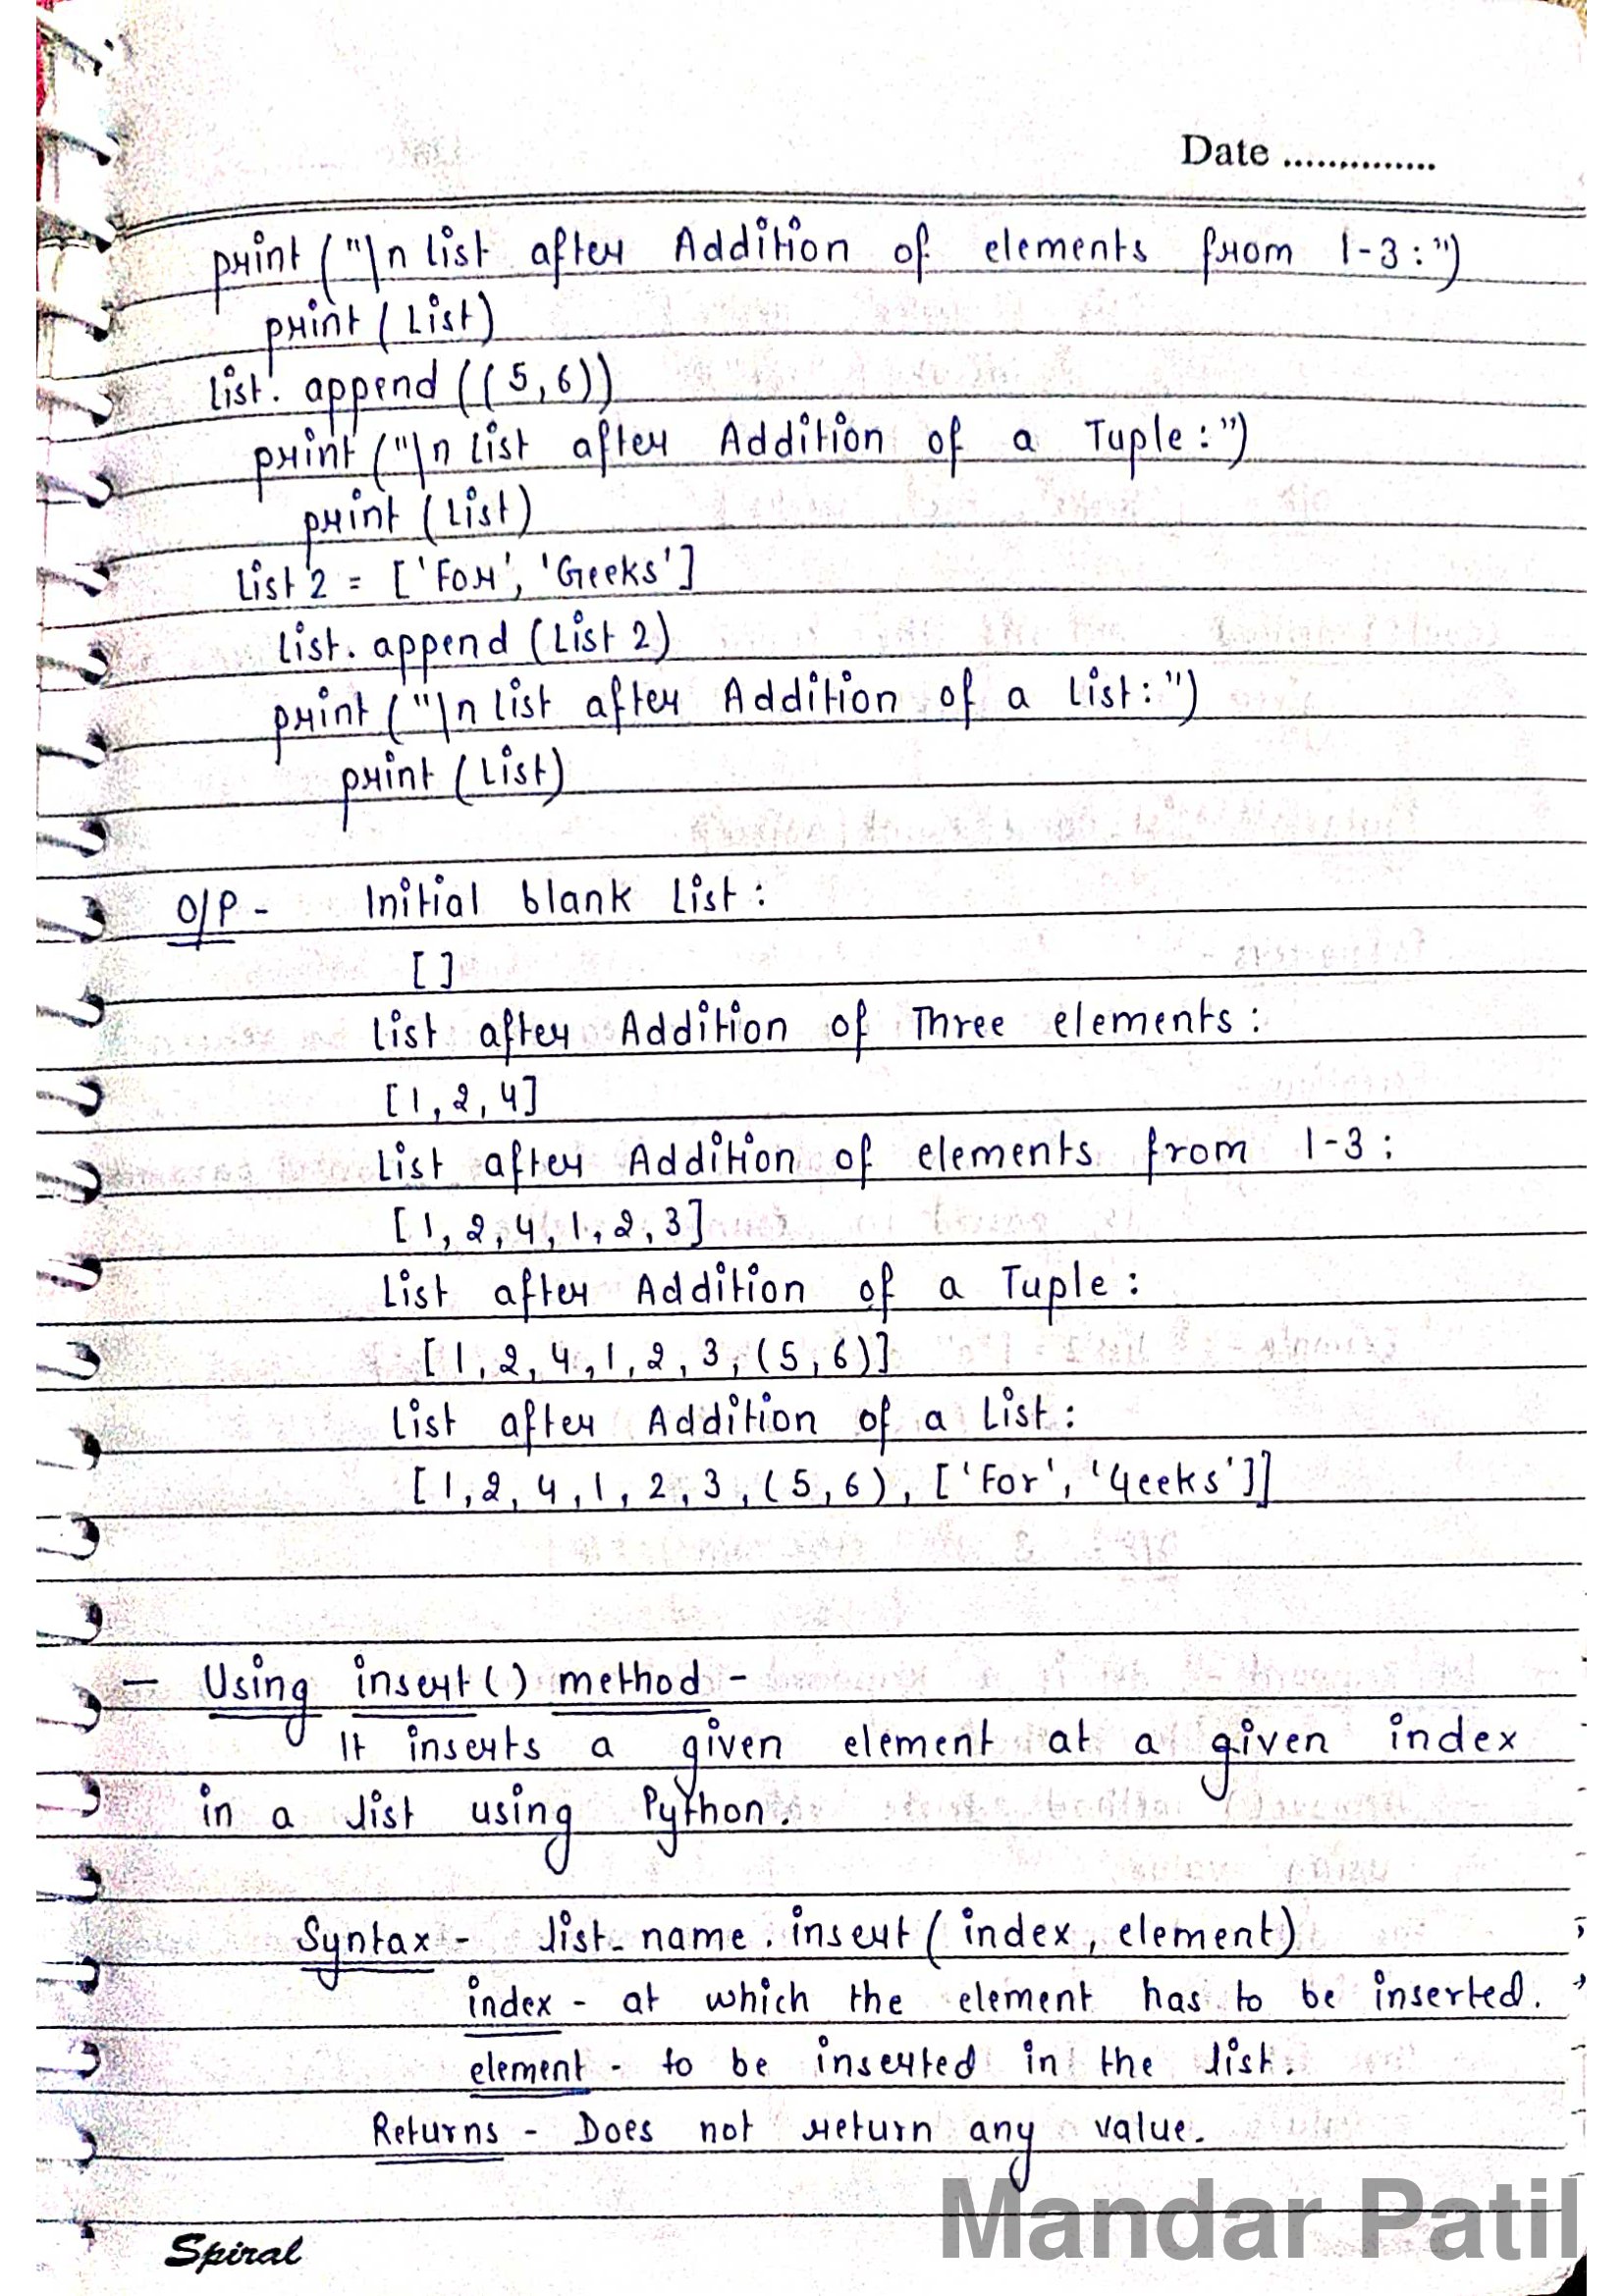 Date ..............
print ("\n list after Addition of elements from 1-3:")
print (List)
list. append ((5,6))
print ("\n list after Addition of a Tuple:")
print (List)
List 2 = ['For', 'Geeks']
list. append (List 2)
print ("\n list after Addition of a List:")
print (List)
O/P - Initial blank List:
[ ]
List after Addition of Three elements:
[1, 2, 4]
List after Addition of elements from 1-3:
[1, 2, 4, 1, 2, 3]
List after Addition of a Tuple:
[1, 2, 4, 1, 2, 3, (5, 6)]
List after Addition of a List:
[1, 2, 4, 1, 2, 3, (5, 6), ['For', 'Geeks']]
- Using insert() method -
It inserts a given element at a given index
in a list using Python.
Syntax - list_name.insert(index, element)
index - at which the element has to be inserted.
element - to be inserted in the list.
Returns - Does not return any value.
Mandar Patil
Spiral